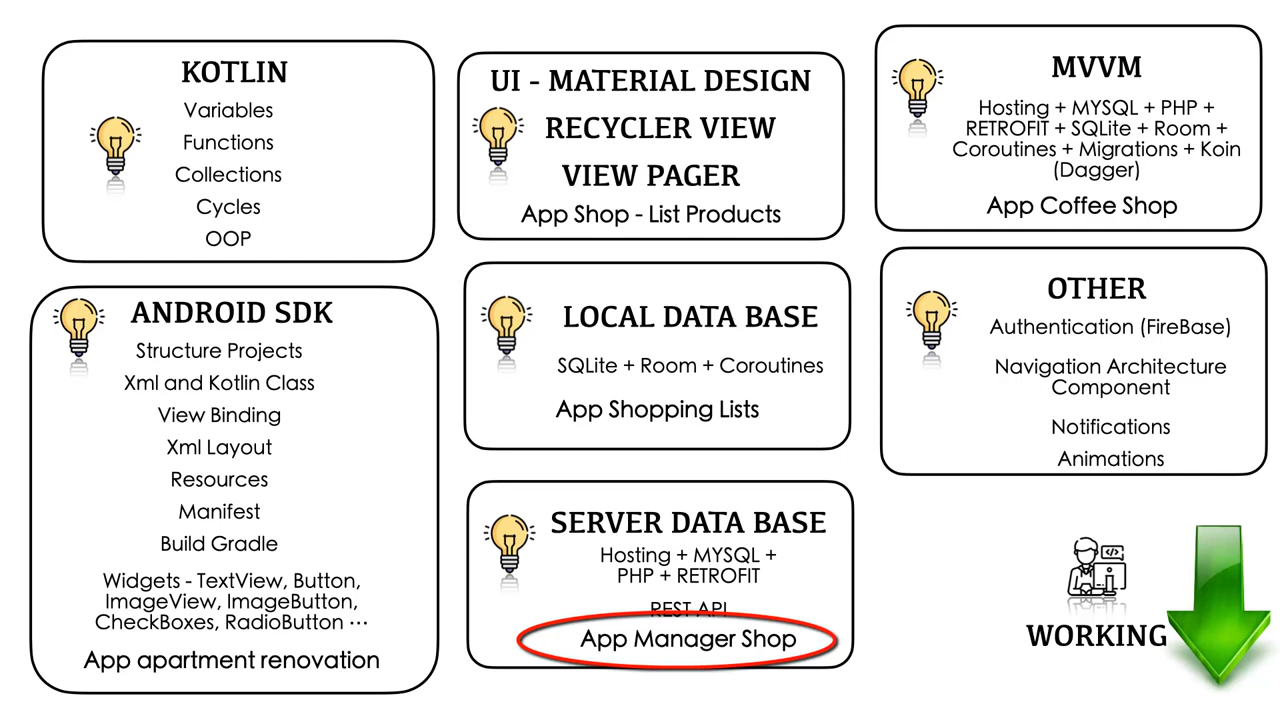 KOTLIN
Variables
Functions
Collections
Cycles
OOP
ANDROID SDK
Structure Projects
Xml and Kotlin Class
View Binding
Xml Layout
Resources
Manifest
Build Gradle
Widgets - TextView, Button,
ImageView, ImageButton,
CheckBoxes, RadioButton ···
App apartment renovation
UI - MATERIAL DESIGN
RECYCLER VIEW
VIEW PAGER
App Shop - List Products
LOCAL DATA BASE
SQLite + Room + Coroutines
App Shopping Lists
SERVER DATA BASE
Hosting + MYSQL +
PHP + RETROFIT
REST API
App Manager Shop
MVVM
Hosting + MYSQL + PHP +
RETROFIT + SQLite + Room +
Coroutines + Migrations + Koin
(Dagger)
App Coffee Shop
OTHER
Authentication (FireBase)
Navigation Architecture
Component
Notifications
Animations
WORKING